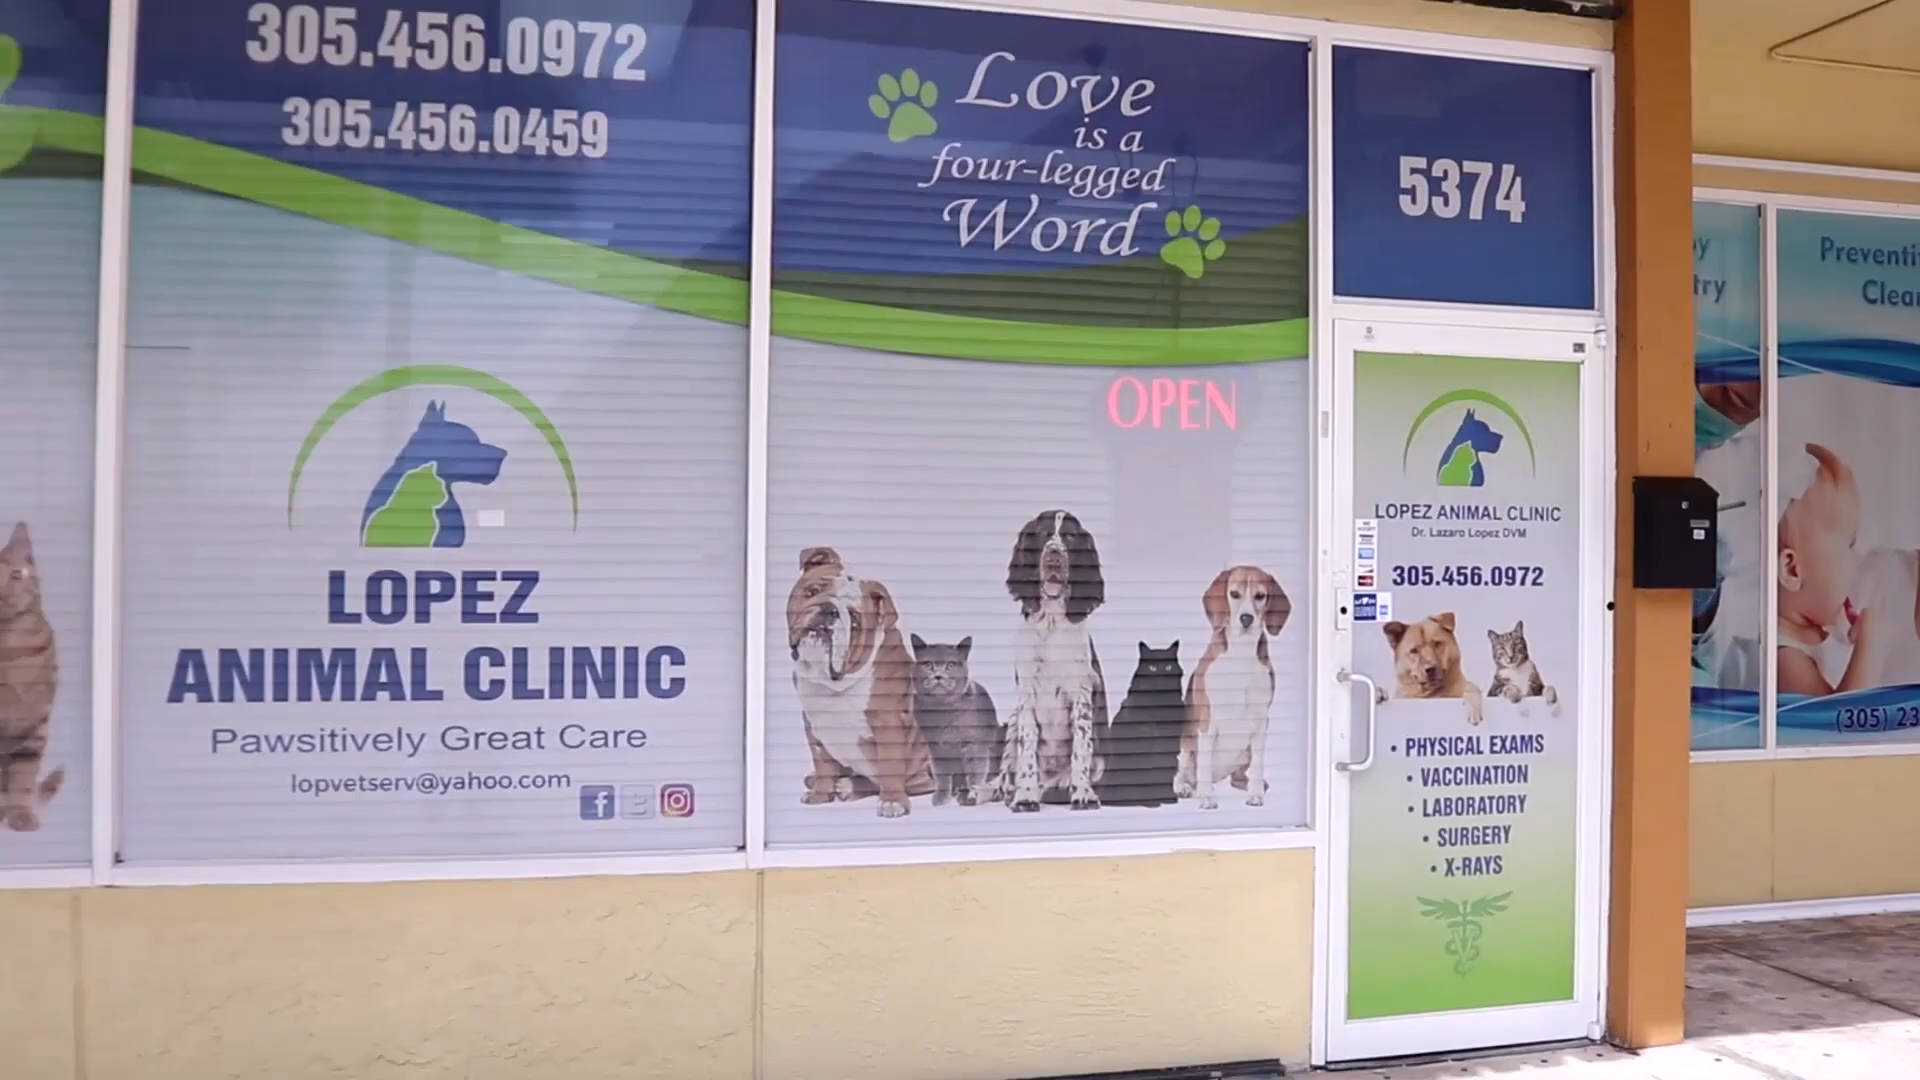 305.456.0972
305.456.0459
LOPEZ
ANIMAL CLINIC
Pawsitively Great Care
lopvetserv@yahoo.com
Love
is a
four-legged
Word
OPEN
5374
LOPEZ ANIMAL CLINIC
Dr. Lazaro Lopez DVM
305.456.0972
• PHYSICAL EXAMS
• VACCINATION
• LABORATORY
• SURGERY
• X-RAYS
Preventi
Clea
(305) 23